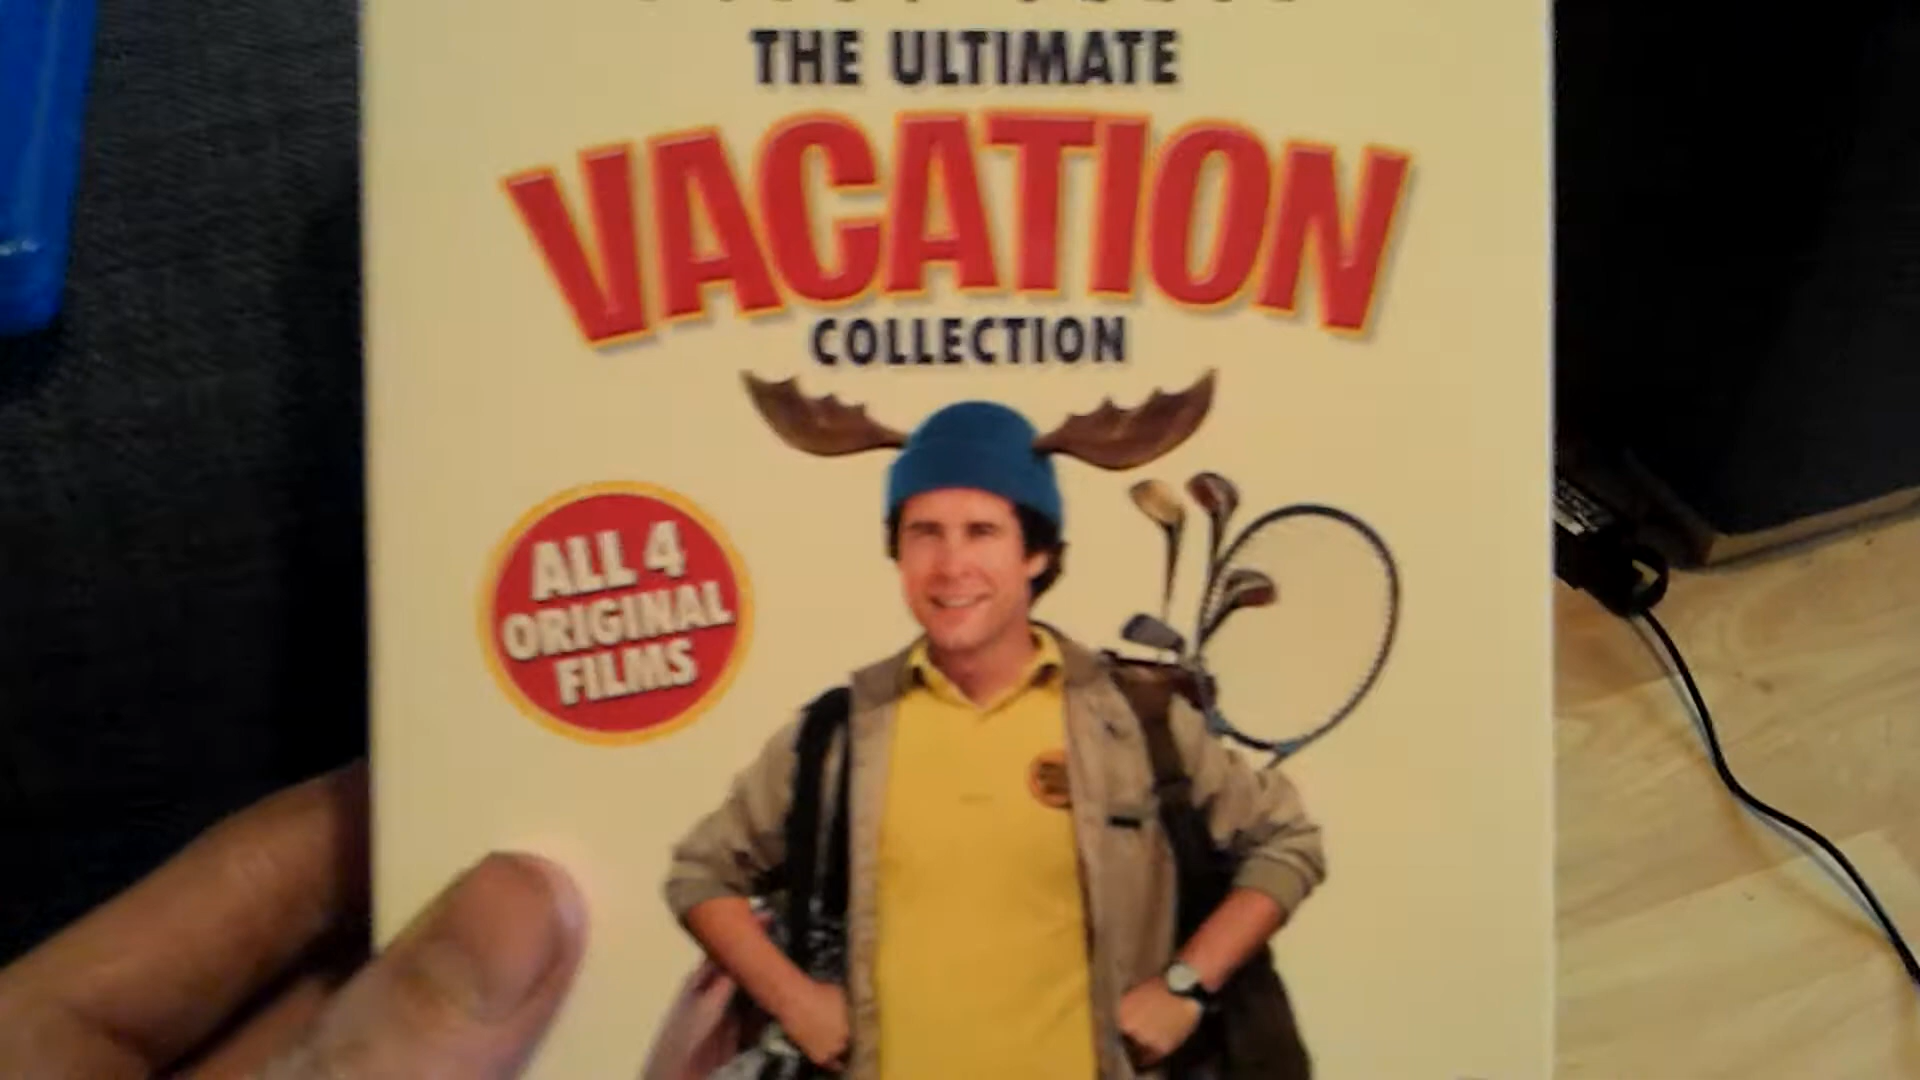 THE ULTIMATE
VACATION
COLLECTION
ALL 4
ORIGINAL
FILMS